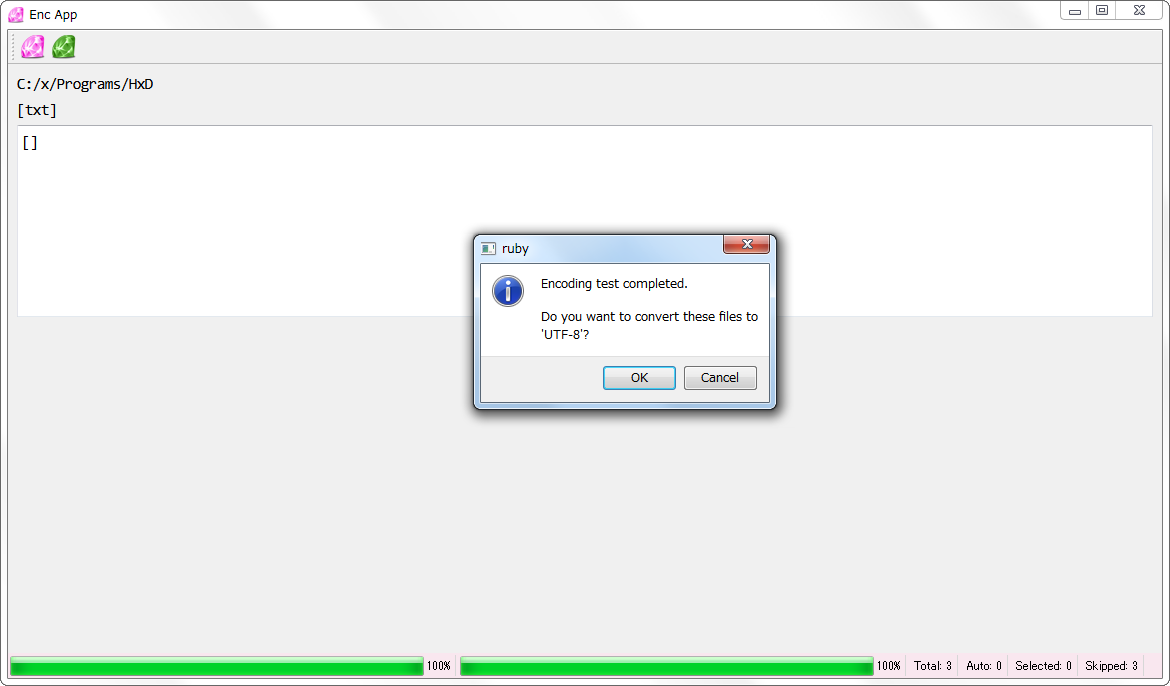 Enc App
C:/x/Programs/HxD
[txt]
[]
ruby
Encoding test completed.
Do you want to convert these files to
'UTF-8'?
OK Cancel
100% 100% Total: 3 Auto: 0 Selected: 0 Skipped: 3